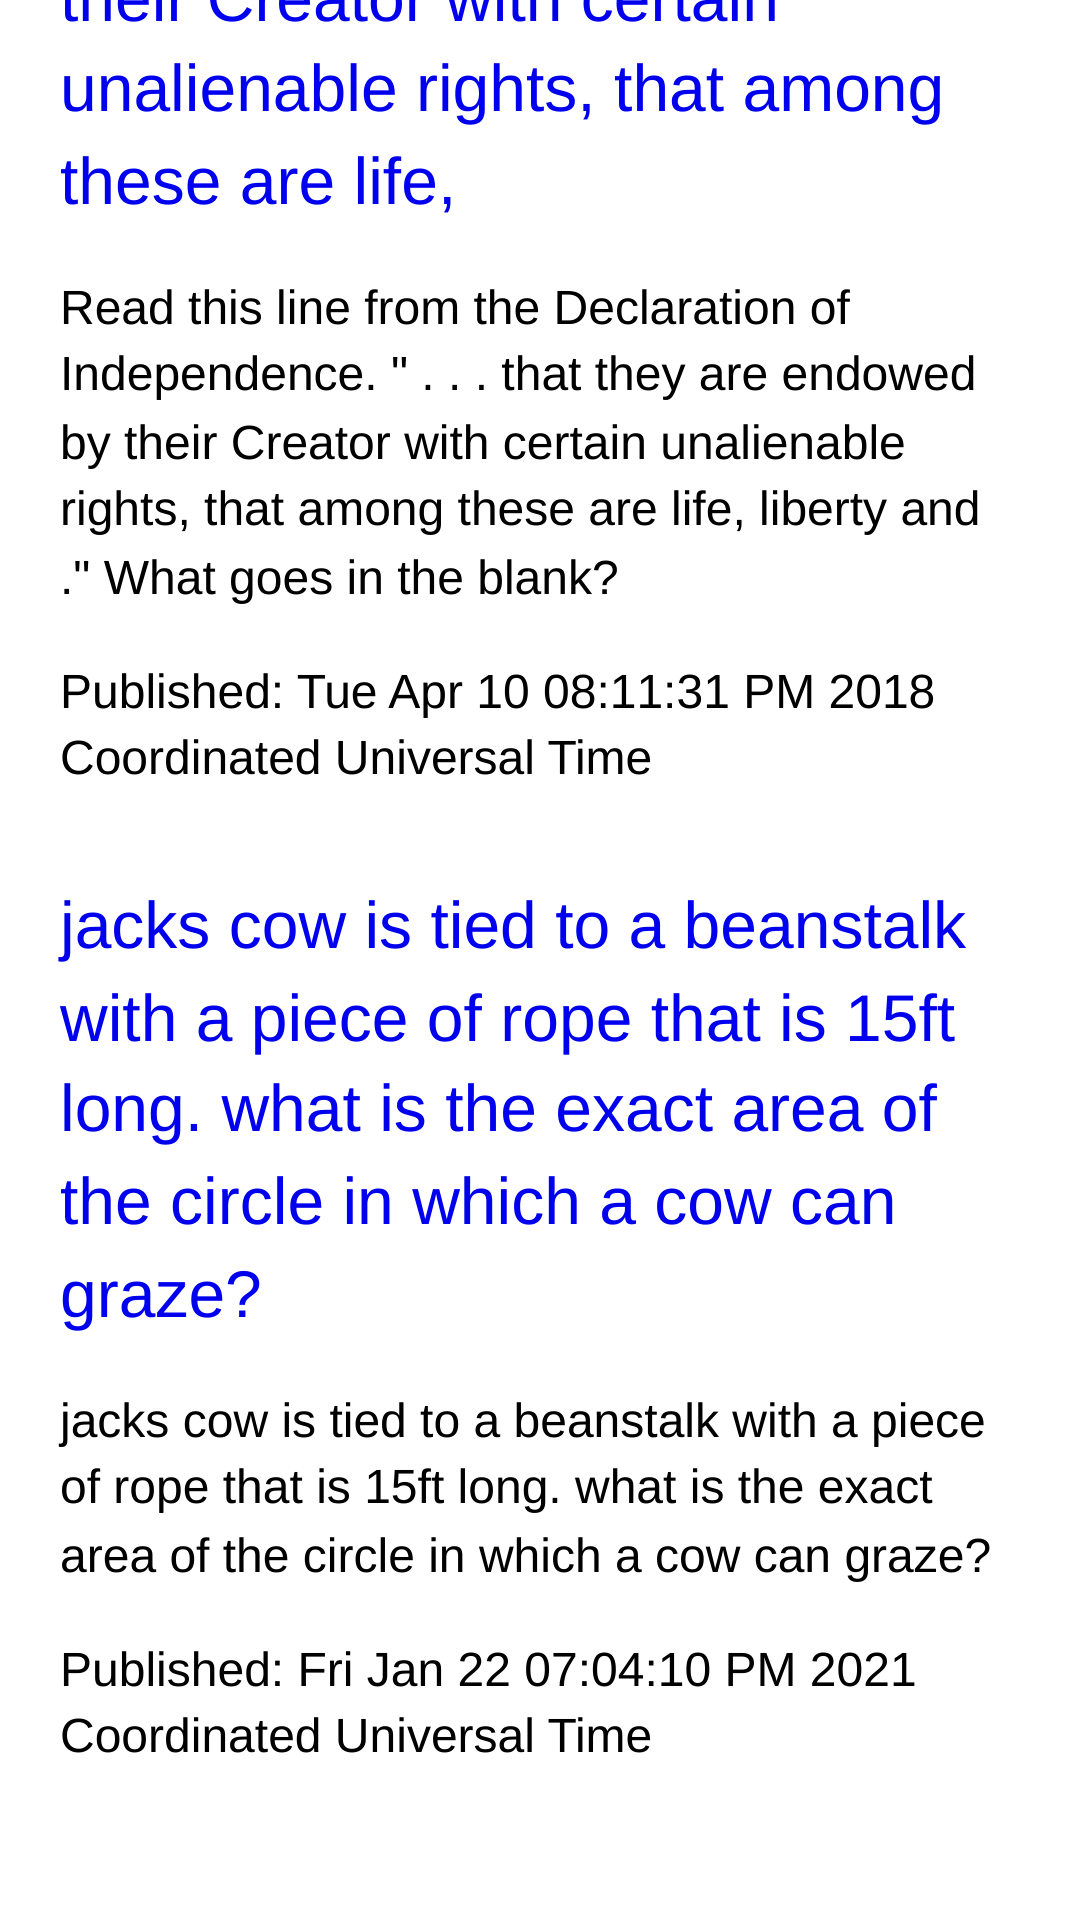 their Creator with certain
unalienable rights, that among
these are life,
Read this line from the Declaration of
Independence. " . . . that they are endowed
by their Creator with certain unalienable
rights, that among these are life, liberty and
." What goes in the blank?
Published: Tue Apr 10 08:11:31 PM 2018
Coordinated Universal Time
jacks cow is tied to a beanstalk
with a piece of rope that is 15ft
long. what is the exact area of
the circle in which a cow can
graze?
jacks cow is tied to a beanstalk with a piece
of rope that is 15ft long. what is the exact
area of the circle in which a cow can graze?
Published: Fri Jan 22 07:04:10 PM 2021
Coordinated Universal Time